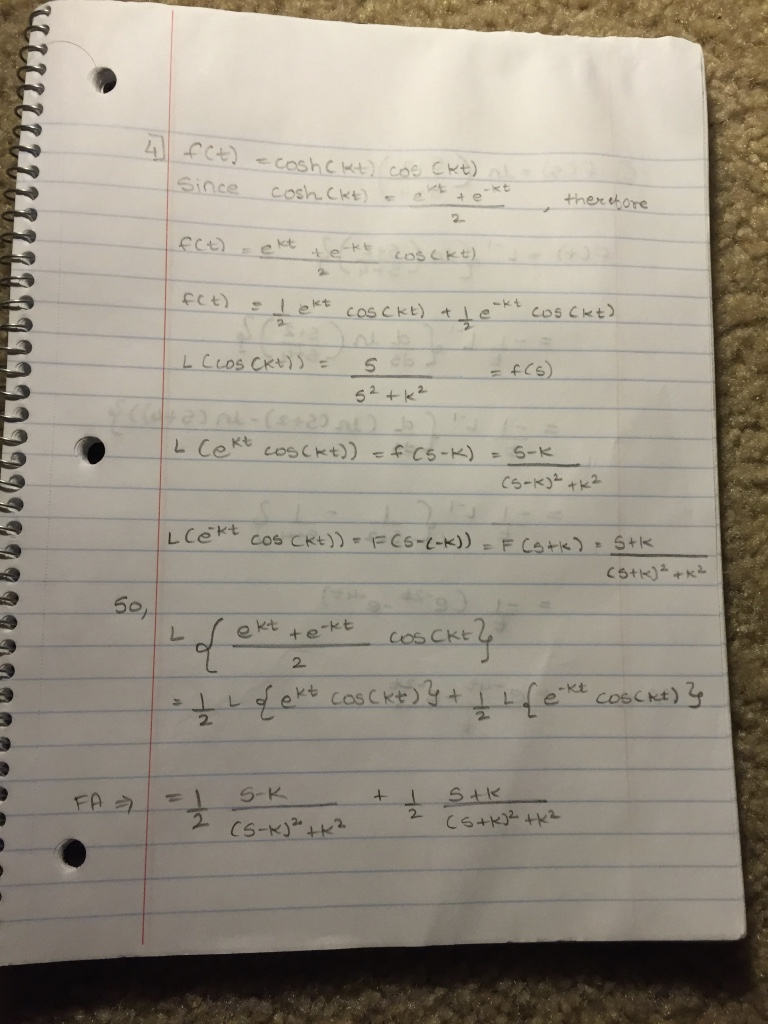 4] f(t) = cosh(kt) cos (kt)
Since cosh(kt) = (e^kt + e^-kt)/2 , therefore
f(t) = (e^kt + e^-kt)/2 cos(kt)
f(t) = 1/2 e^kt cos(kt) + 1/2 e^-kt cos(kt)
L(cos(kt)) = s/(s² + k²) = f(s)
L(e^kt cos(kt)) = f(s-k) = (s-k)/((s-k)² + k²)
L(e^-kt cos(kt)) = F(s-(-k)) = F(s+k) = (s+k)/((s+k)² + k²)
So,
L { (e^kt + e^-kt)/2 cos(kt }
= 1/2 L { e^kt cos(kt) } + 1/2 L { e^-kt cos(kt) }
FA ⇒ = 1/2 (s-k)/((s-k)² + k²) + 1/2 (s+k)/((s+k)² + k²)